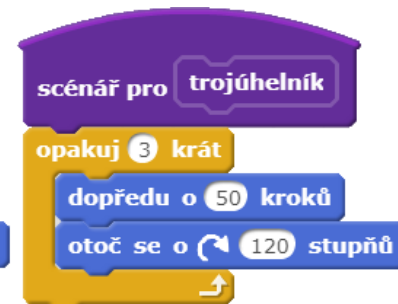 scénář pro trojúhelník
opakuj 3 krát
dopředu o 50 kroků
otoč se o 120 stupňů